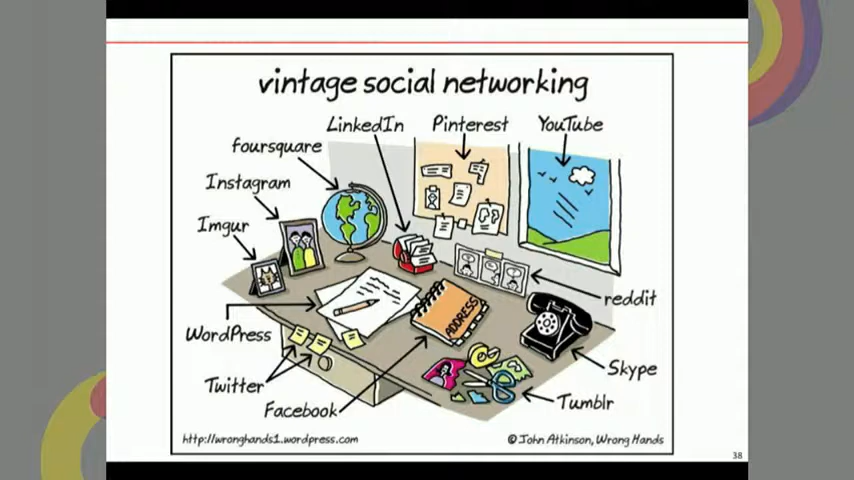 vintage social networking
LinkedIn
Pinterest
YouTube
foursquare
Instagram
Imgur
reddit
ADDRESS
WordPress
Skype
Twitter
Facebook
Tumblr
http://wronghands1.wordpress.com
© John Atkinson, Wrong Hands
38